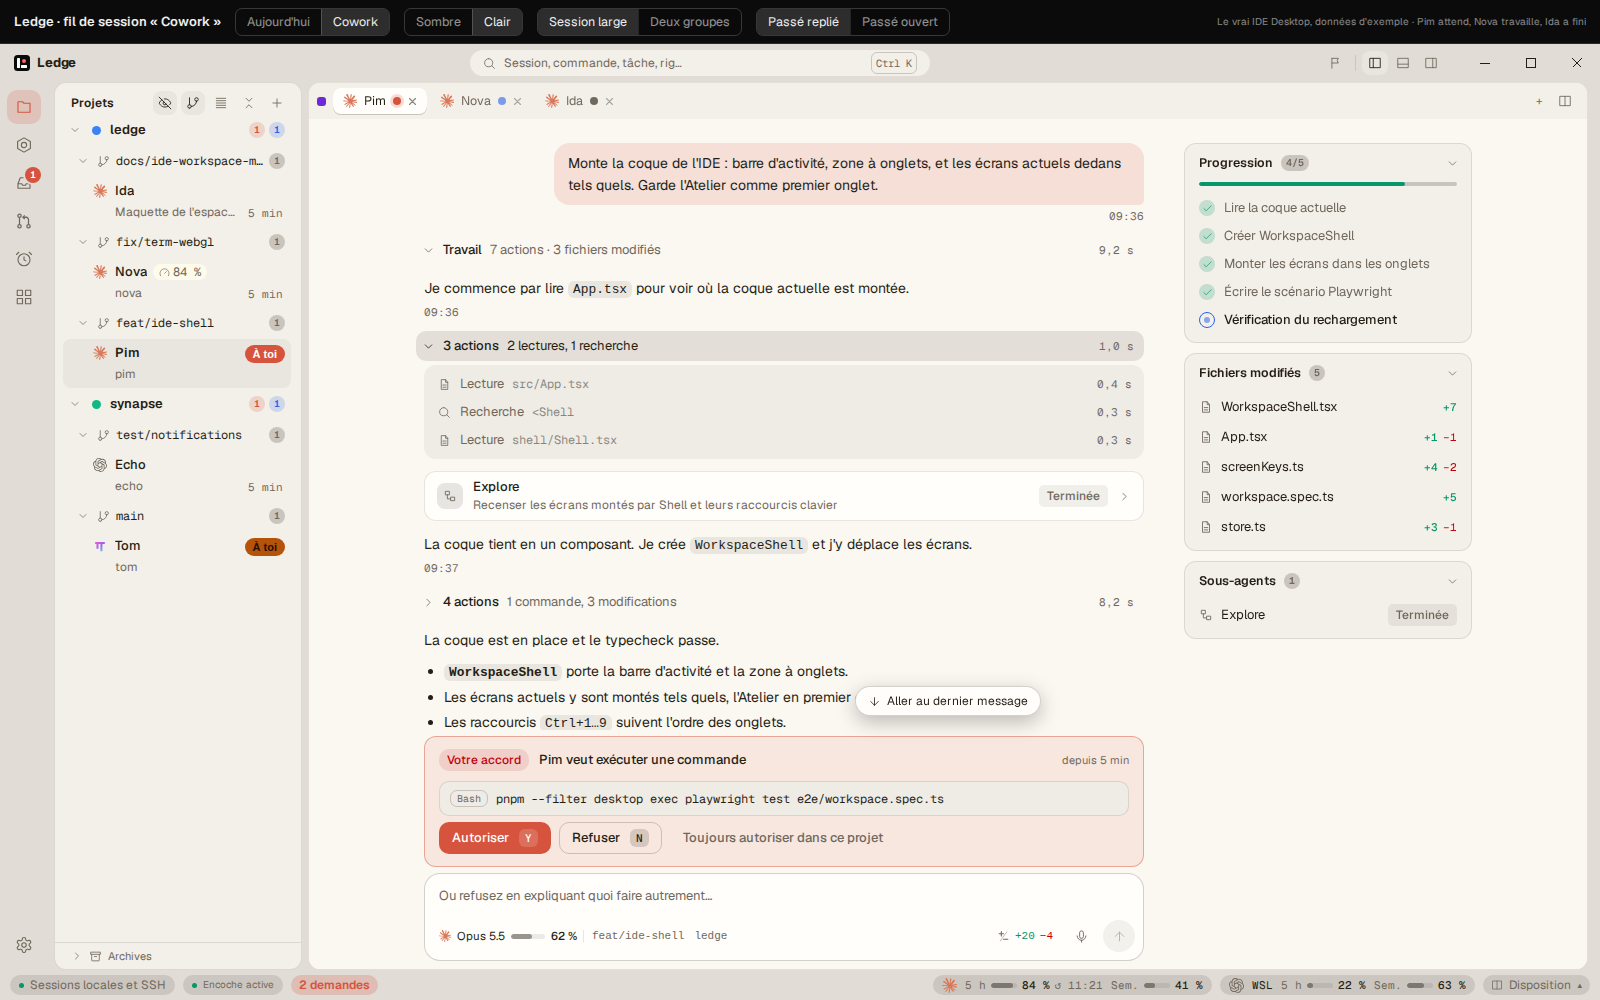 Ledge · fil de session « Cowork »
Aujourd'hui
Cowork
Sombre
Clair
Session large
Deux groupes
Passé replié
Passé ouvert
Le vrai IDE Desktop, données d'exemple · Pim attend, Nova travaille, Ida a fini
Ledge
Session, commande, tâche, rig…
Ctrl K
1
Projets
ledge
1
1
docs/ide-workspace-m…
1
Ida
Maquette de l'espac…
5 min
fix/term-webgl
1
Nova
84 %
nova
5 min
feat/ide-shell
1
Pim
À toi
pim
synapse
1
1
test/notifications
1
Echo
echo
5 min
main
1
Tom
À toi
tom
Archives
Pim
Nova
Ida
Monte la coque de l'IDE : barre d'activité, zone à onglets, et les écrans actuels dedans
tels quels. Garde l'Atelier comme premier onglet.
09:36
Travail 7 actions · 3 fichiers modifiés
9,2 s
Je commence par lire App.tsx pour voir où la coque actuelle est montée.
09:36
3 actions 2 lectures, 1 recherche
1,0 s
Lecture src/App.tsx
0,4 s
Recherche <Shell
0,3 s
Lecture shell/Shell.tsx
0,3 s
Explore
Recenser les écrans montés par Shell et leurs raccourcis clavier
Terminée
La coque tient en un composant. Je crée WorkspaceShell et j'y déplace les écrans.
09:37
4 actions 1 commande, 3 modifications
8,2 s
La coque est en place et le typecheck passe.
• WorkspaceShell porte la barre d'activité et la zone à onglets.
• Les écrans actuels y sont montés tels quels, l'Atelier en premier
• Les raccourcis Ctrl+1…9 suivent l'ordre des onglets.
Aller au dernier message
Votre accord
Pim veut exécuter une commande
depuis 5 min
Bash
pnpm --filter desktop exec playwright test e2e/workspace.spec.ts
Autoriser Y
Refuser N
Toujours autoriser dans ce projet
Ou refusez en expliquant quoi faire autrement…
Opus 5.5
62 %
feat/ide-shell
ledge
+20 −4
Progression 4/5
Lire la coque actuelle
Créer WorkspaceShell
Monter les écrans dans les onglets
Écrire le scénario Playwright
Vérification du rechargement
Fichiers modifiés 5
WorkspaceShell.tsx
+7
App.tsx
+1 −1
screenKeys.ts
+4 −2
workspace.spec.ts
+5
store.ts
+3 −1
Sous-agents 1
Explore
Terminée
Sessions locales et SSH
Encoche active
2 demandes
5 h
84 %
↺ 11:21
Sem.
41 %
WSL
5 h
22 %
Sem.
63 %
Disposition